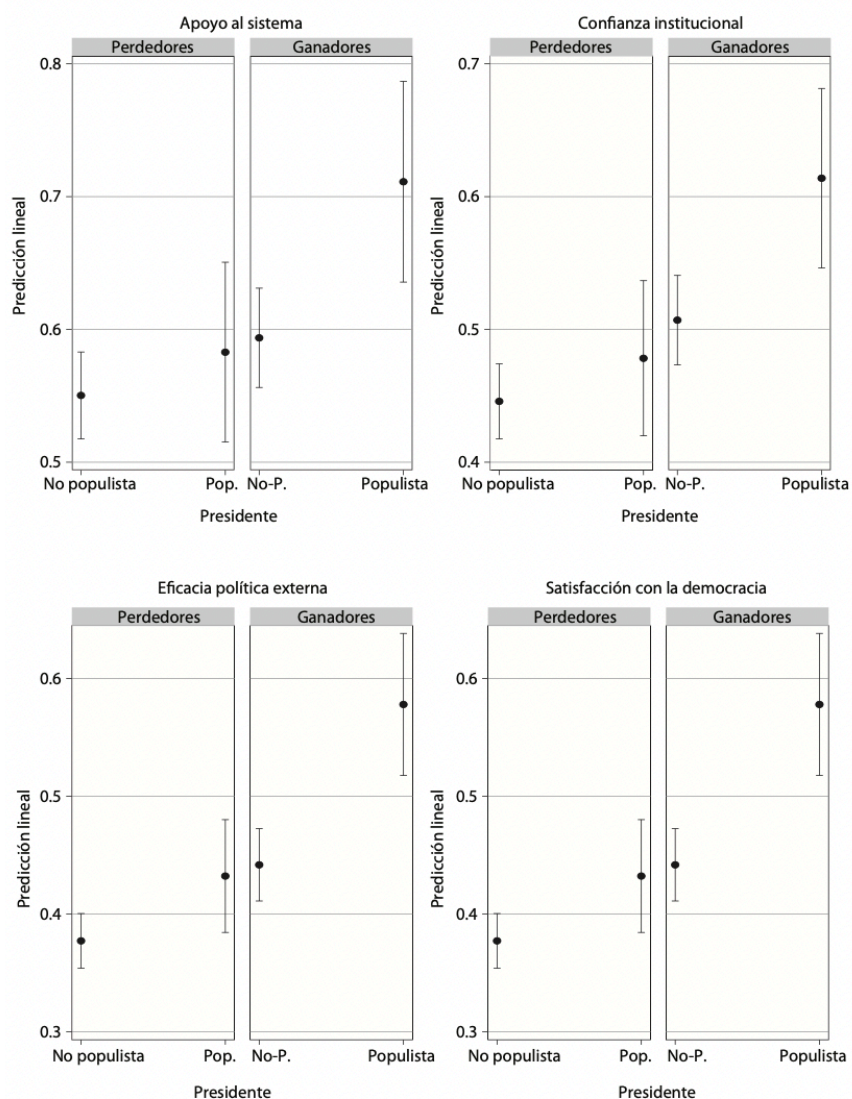 Apoyo al sistema
Perdedores Ganadores
0.8
0.7
0.6
0.5
Predicción lineal
No populista Pop. No-P. Populista
Presidente
Confianza institucional
Perdedores Ganadores
0.7
0.6
0.5
0.4
Predicción lineal
No populista Pop. No-P. Populista
Presidente
Eficacia política externa
Perdedores Ganadores
0.6
0.5
0.4
0.3
Predicción lineal
No populista Pop. No-P. Populista
Presidente
Satisfacción con la democracia
Perdedores Ganadores
0.6
0.5
0.4
0.3
Predicción lineal
No populista Pop. No-P. Populista
Presidente